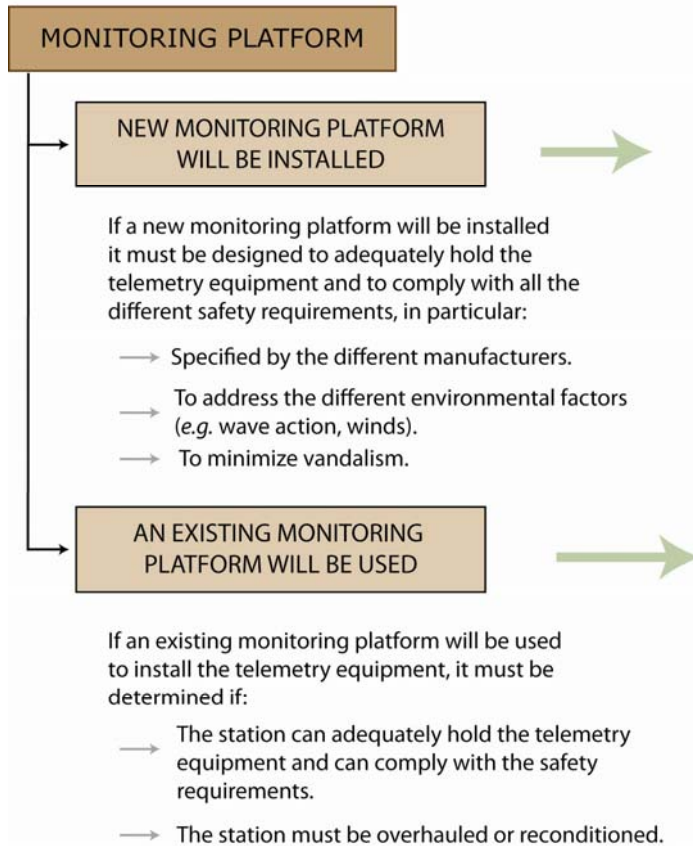 MONITORING PLATFORM
NEW MONITORING PLATFORM
WILL BE INSTALLED
If a new monitoring platform will be installed
it must be designed to adequately hold the
telemetry equipment and to comply with all the
different safety requirements, in particular:
Specified by the different manufacturers.
To address the different environmental factors
(e.g. wave action, winds).
To minimize vandalism.
AN EXISTING MONITORING
PLATFORM WILL BE USED
If an existing monitoring platform will be used
to install the telemetry equipment, it must be
determined if:
The station can adequately hold the telemetry
equipment and can comply with the safety
requirements.
The station must be overhauled or reconditioned.